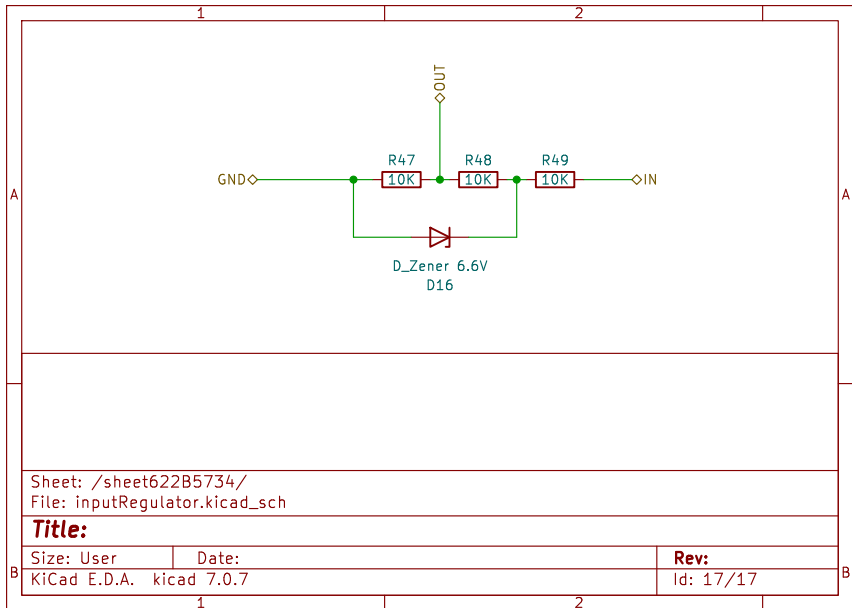 1 2
OUT
R47 R48 R49
GND 10K 10K 10K IN
A A
D_Zener 6.6V
D16
Sheet: /sheet622B5734/
File: inputRegulator.kicad_sch
Title:
Size: User Date: Rev:
B KiCad E.D.A. kicad 7.0.7 Id: 17/17 B
1 2